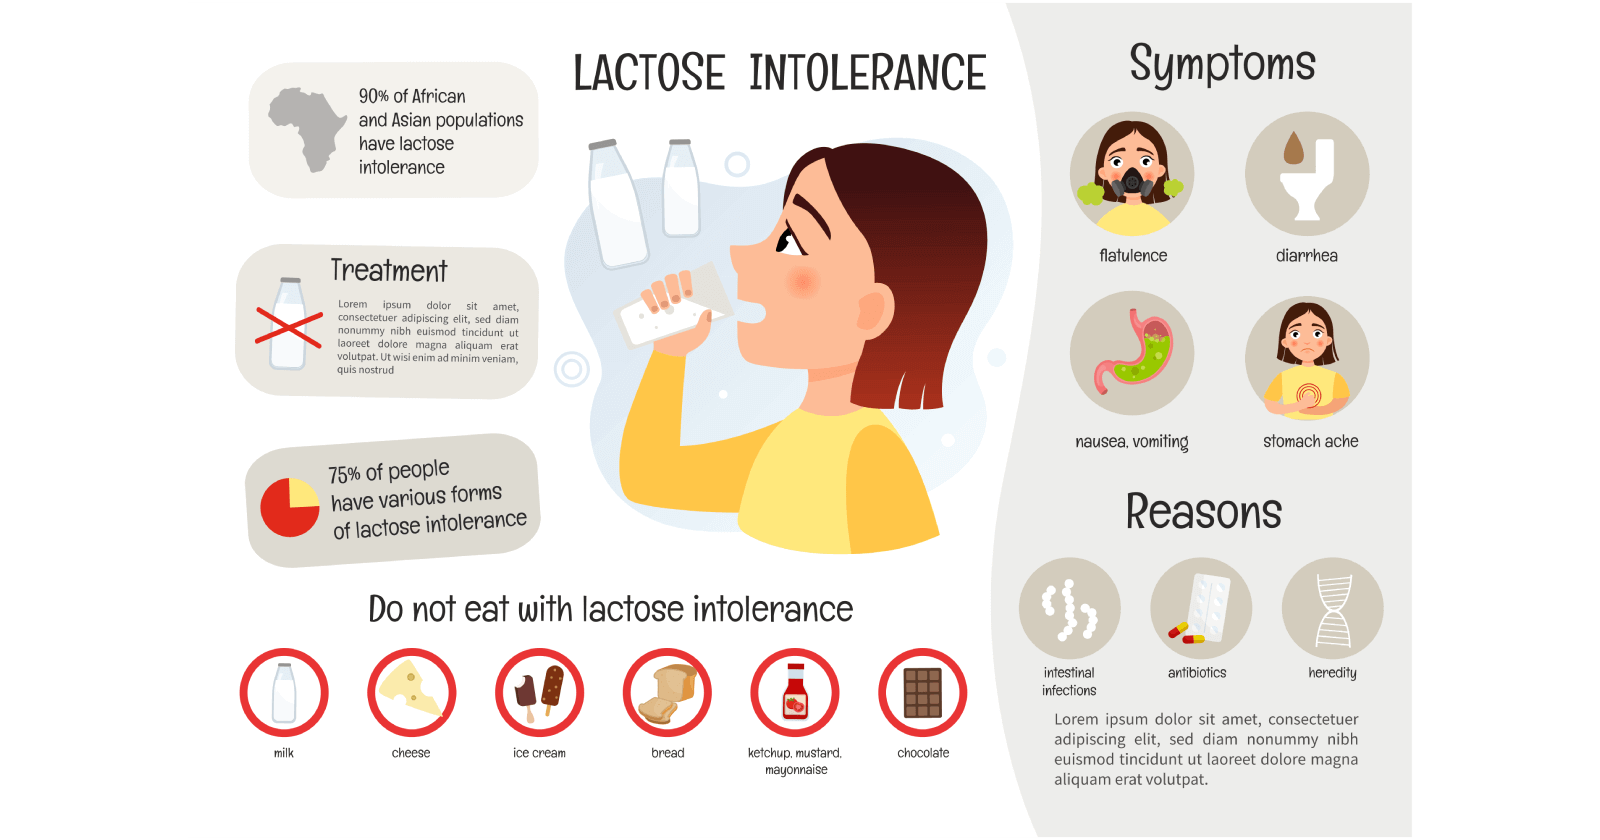 LACTOSE INTOLERANCE
90% of African
and Asian populations
have lactose
intolerance
Treatment
Lorem ipsum dolor sit amet,
consectetuer adipiscing elit, sed diam
nonummy nibh euismod tincidunt ut
laoreet dolore magna aliquam erat
volutpat. Ut wisi enim ad minim veniam,
quis nostrud
75% of people
have various forms
of lactose intolerance
Do not eat with lactose intolerance
milk
cheese
ice cream
bread
ketchup, mustard,
mayonnaise
chocolate
Symptoms
flatulence
diarrhea
nausea, vomiting
stomach ache
Reasons
intestinal
infections
antibiotics
heredity
Lorem ipsum dolor sit amet, consectetuer
adipiscing elit, sed diam nonummy nibh
euismod tincidunt ut laoreet dolore magna
aliquam erat volutpat.